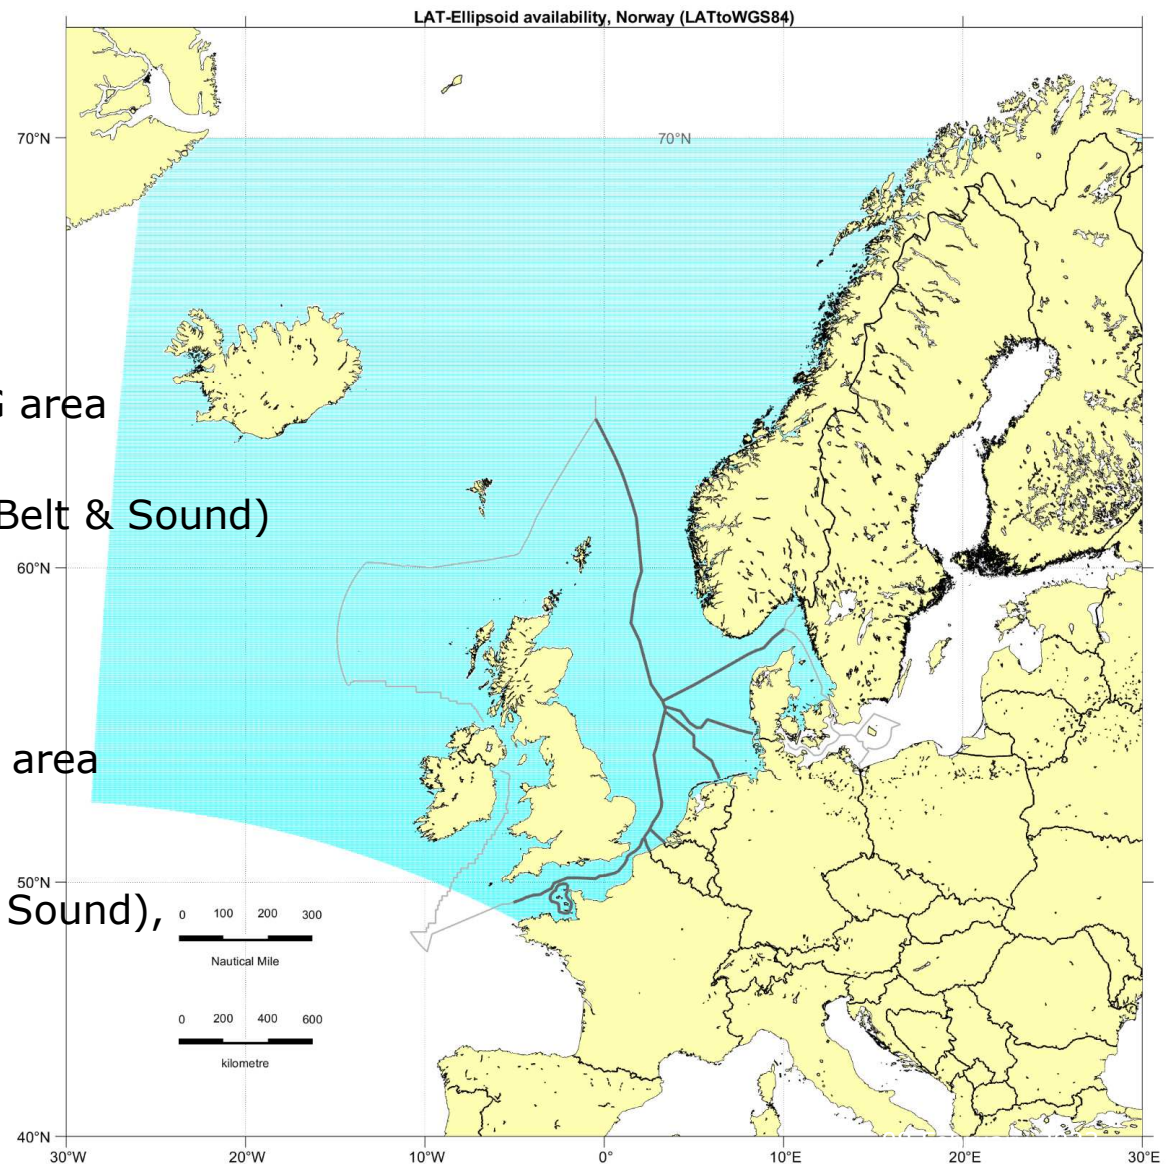 LAT-Ellipsoid availability, Norway (LATtoWGS84)
70°N
70°N
area
Belt & Sound)
60°N
area
50°N
Sound),
0 100 200 300
Nautical Mile
0 200 400 600
kilometre
40°N
30°W 20°W 10°W 0° 10°E 20°E 30°E